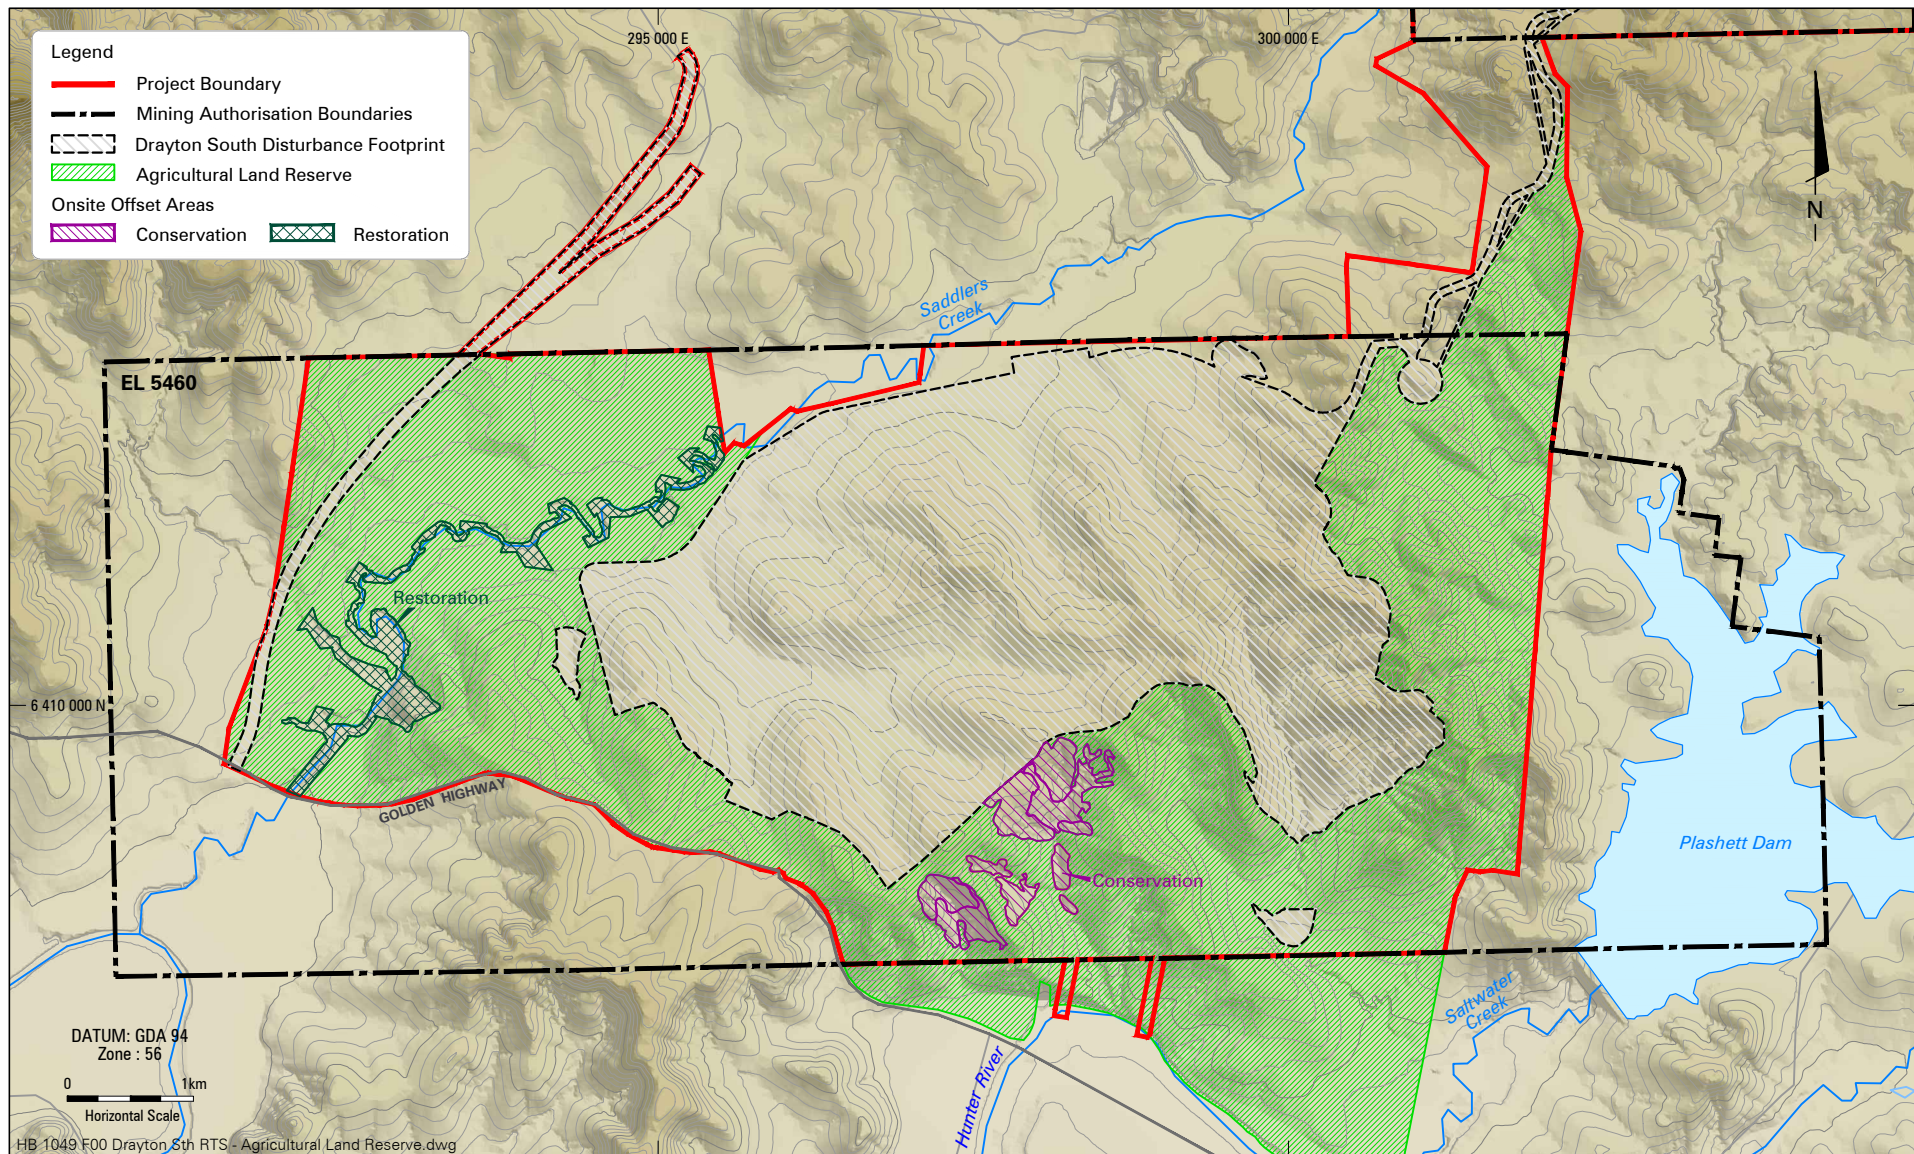 Legend
Project Boundary
Mining Authorisation Boundaries
Drayton South Disturbance Footprint
Agricultural Land Reserve
Onsite Offset Areas
Conservation
Restoration
295 000 E
300 000 E
N
Saddlers
Creek
EL 5460
Restoration
6 410 000 N
GOLDEN HIGHWAY
Plashett Dam
Conservation
Saltwater
Creek
Hunter River
DATUM: GDA 94
Zone : 56
0 1km
Horizontal Scale
HB 1049 F00 Drayton Sth RTS - Agricultural Land Reserve.dwg